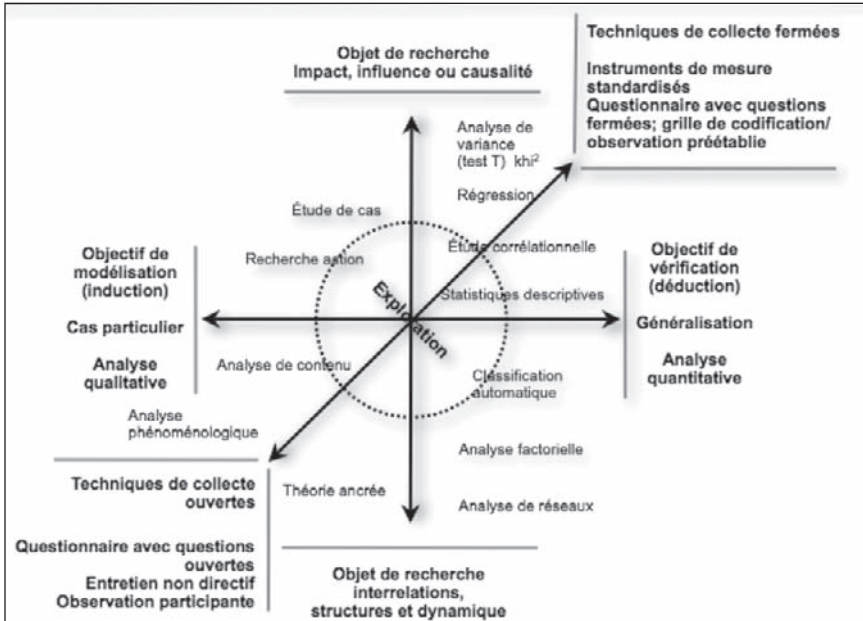 Objet de recherche
Impact, influence ou causalité
Techniques de collecte fermées
Instruments de mesure
standardisés
Questionnaire avec questions
fermées; grille de codification/
observation préétablie
Analyse de
variance
(test T) khi²
Régression
Étude de cas
Recherche action
Étude corrélationnelle
Statistiques descriptives
Objectif de
modélisation
(induction)
Cas particulier
Analyse
qualitative
Exploration
Objectif de
vérification
(déduction)
Généralisation
Analyse
quantitative
Analyse de contenu
Classification
automatique
Analyse
phénoménologique
Analyse factorielle
Théorie ancrée
Analyse de réseaux
Techniques de collecte
ouvertes
Questionnaire avec questions
ouvertes
Entretien non directif
Observation participante
Objet de recherche
interrelations,
structures et dynamique